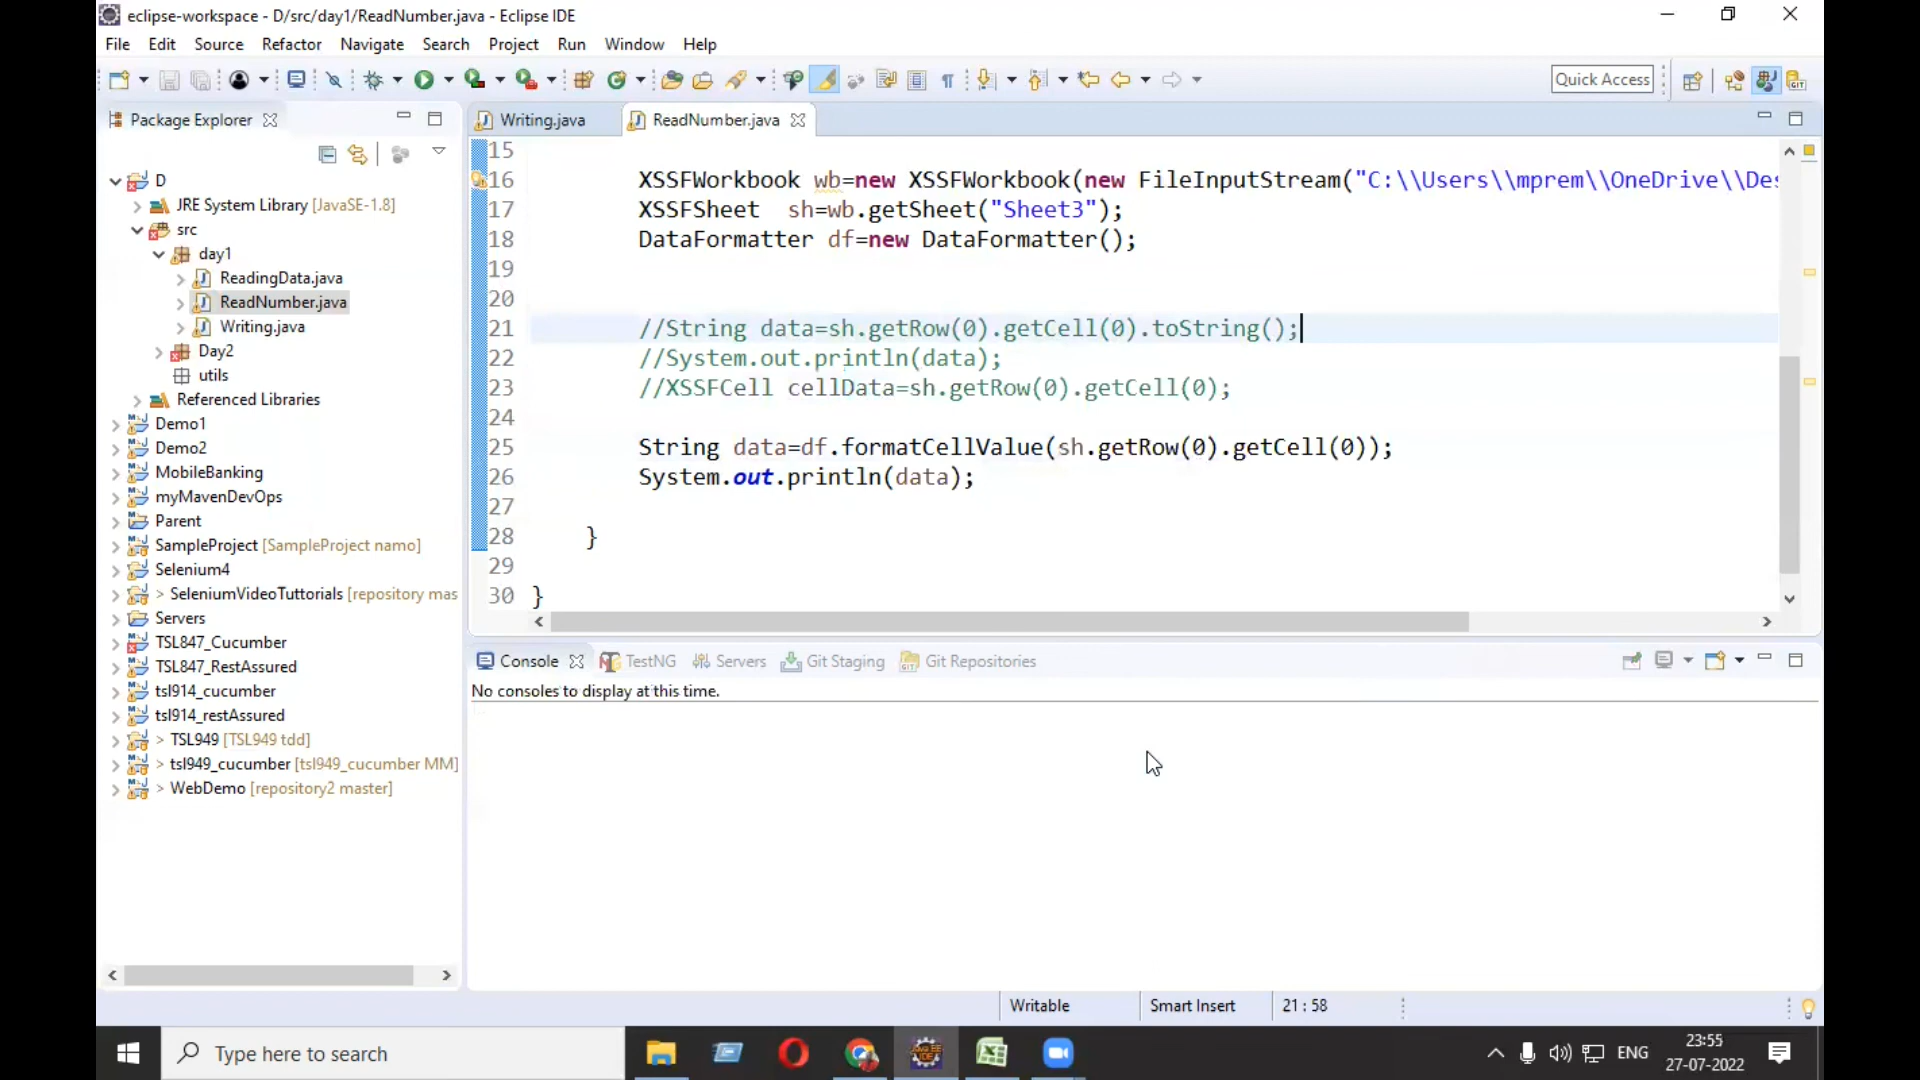 eclipse-workspace - D/src/day1/ReadNumber.java - Eclipse IDE
File Edit Source Refactor Navigate Search Project Run Window Help
Quick Access
Package Explorer
Writing.java
ReadNumber.java
D
JRE System Library [JavaSE-1.8]
src
day1
ReadingData.java
ReadNumber.java
Writing.java
Day2
utils
Referenced Libraries
Demo1
Demo2
MobileBanking
myMavenDevOps
Parent
SampleProject [SampleProject namo]
Selenium4
> SeleniumVideoTuttorials [repository mas
Servers
TSL847_Cucumber
TSL847_RestAssured
tsl914_cucumber
tsl914_restAssured
> TSL949 [TSL949 tdd]
> tsl949_cucumber [tsl949_cucumber MM]
> WebDemo [repository2 master]
15
16 XSSFWorkbook wb=new XSSFWorkbook(new FileInputStream("C:\\Users\\mprem\\OneDrive\\Des
17 XSSFSheet  sh=wb.getSheet("Sheet3");
18 DataFormatter df=new DataFormatter();
19
20
21 //String data=sh.getRow(0).getCell(0).toString();
22 //System.out.println(data);
23 //XSSFCell cellData=sh.getRow(0).getCell(0);
24
25 String data=df.formatCellValue(sh.getRow(0).getCell(0));
26 System.out.println(data);
27
28 }
29
30 }
Console TestNG Servers Git Staging Git Repositories
No consoles to display at this time.
Writable Smart Insert 21 : 58
Type here to search
ENG
23:55
27-07-2022